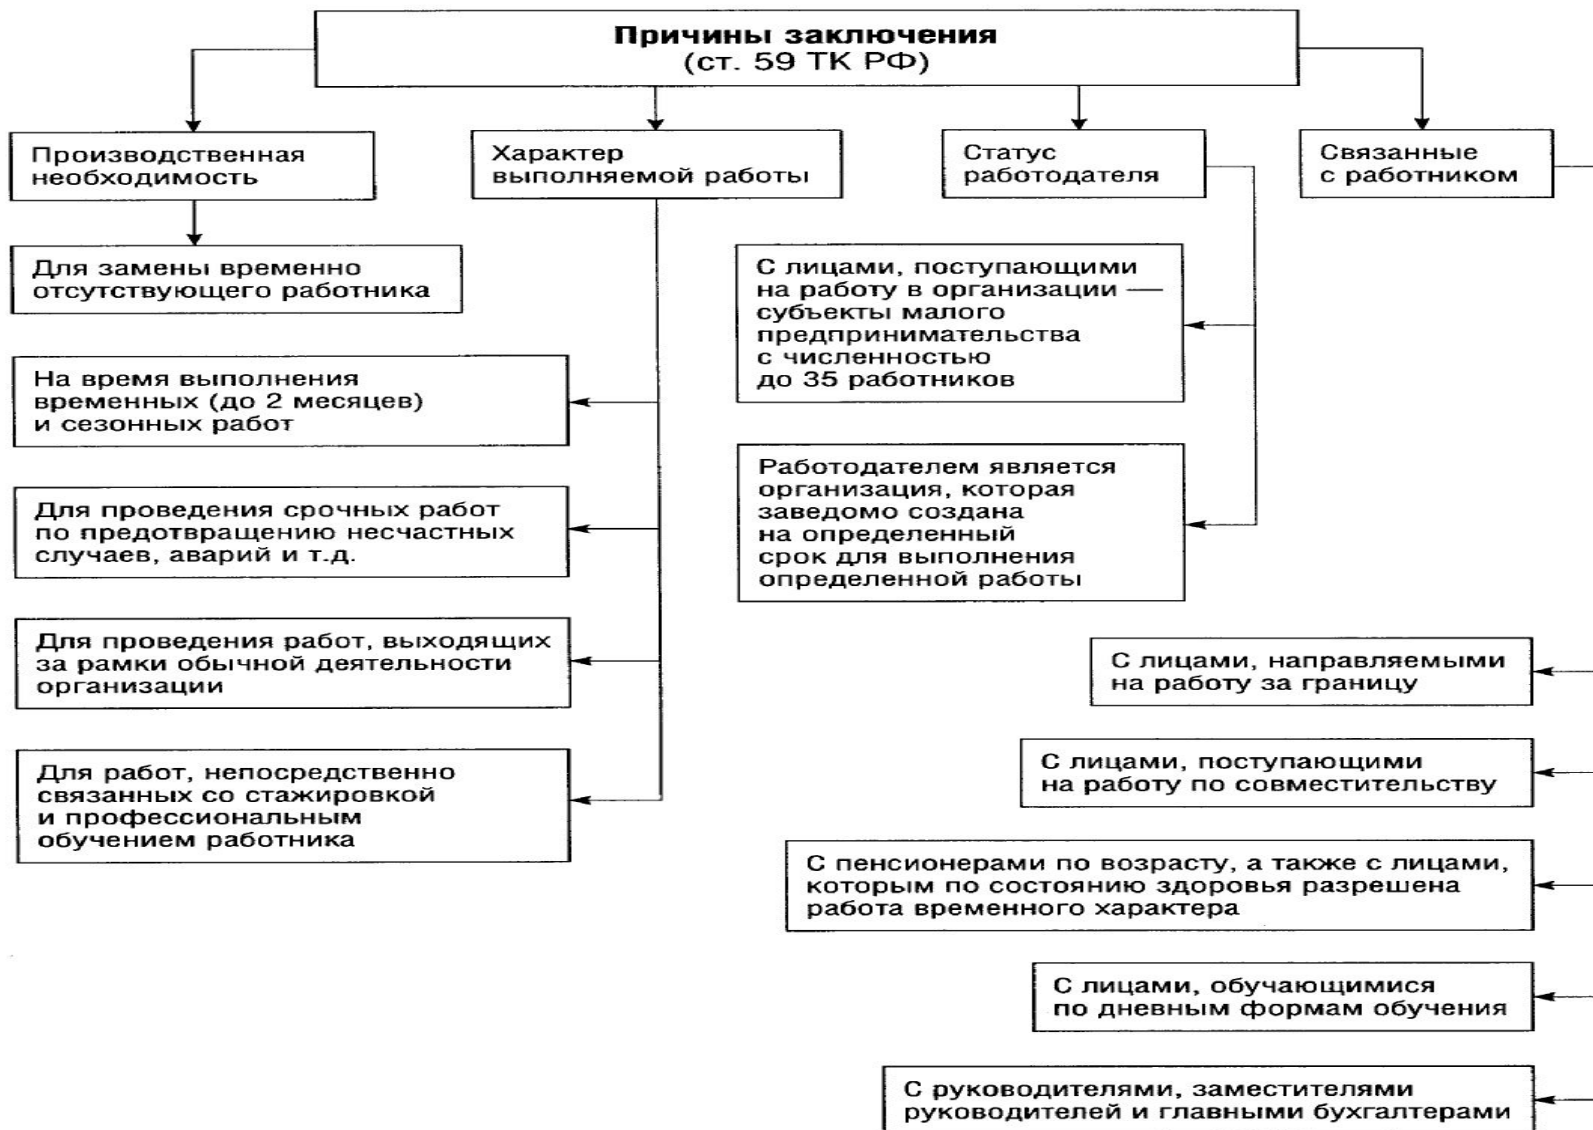 Причины заключения
(ст. 59 ТК РФ)
Производственная
необходимость
Характер
выполняемой работы
Статус
работодателя
Связанные
с работником
Для замены временно
отсутствующего работника
На время выполнения
временных (до 2 месяцев)
и сезонных работ
Для проведения срочных работ
по предотвращению несчастных
случаев, аварий и т.д.
Для проведения работ, выходящих
за рамки обычной деятельности
организации
Для работ, непосредственно
связанных со стажировкой
и профессиональным
обучением работника
С лицами, поступающими
на работу в организации —
субъекты малого
предпринимательства
с численностью
до 35 работников
Работодателем является
организация, которая
заведомо создана
на определенный
срок для выполнения
определенной работы
С лицами, направляемыми
на работу за границу
С лицами, поступающими
на работу по совместительству
С пенсионерами по возрасту, а также с лицами,
которым по состоянию здоровья разрешена
работа временного характера
С лицами, обучающимися
по дневным формам обучения
С руководителями, заместителями
руководителей и главными бухгалтерами